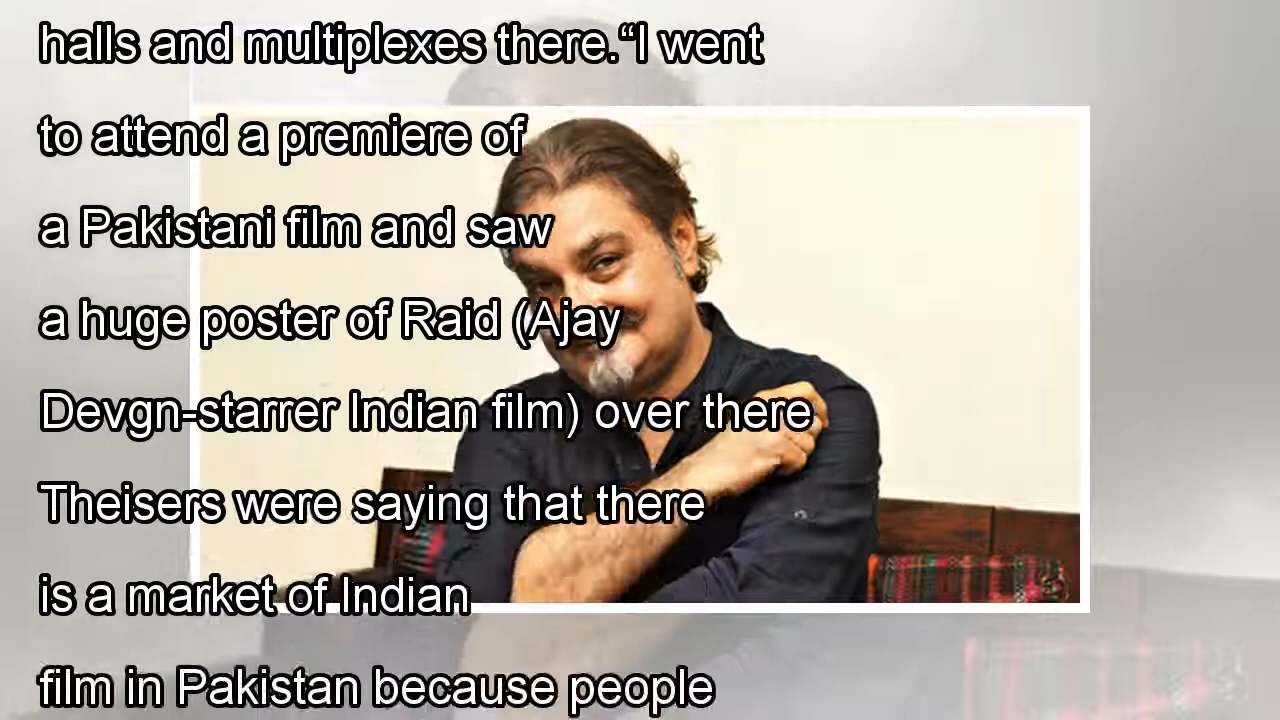 halls and multiplexes there.“I went
to attend a premiere of
a Pakistani film and saw
a huge poster of Raid (Ajay
Devgn-starrer Indian film) over there
Theisers were saying that there
is a market of Indian
film in Pakistan because people